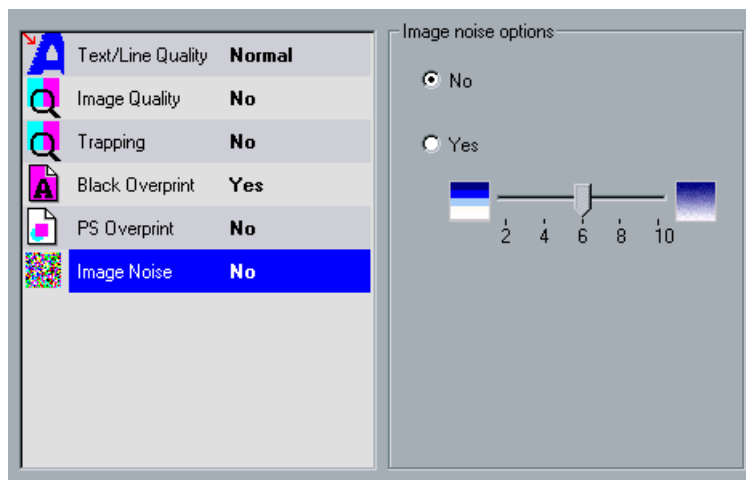 Text/Line Quality Normal
Image Quality No
Trapping No
Black Overprint Yes
PS Overprint No
Image Noise No
Image noise options
No
Yes
2 4 6 8 10